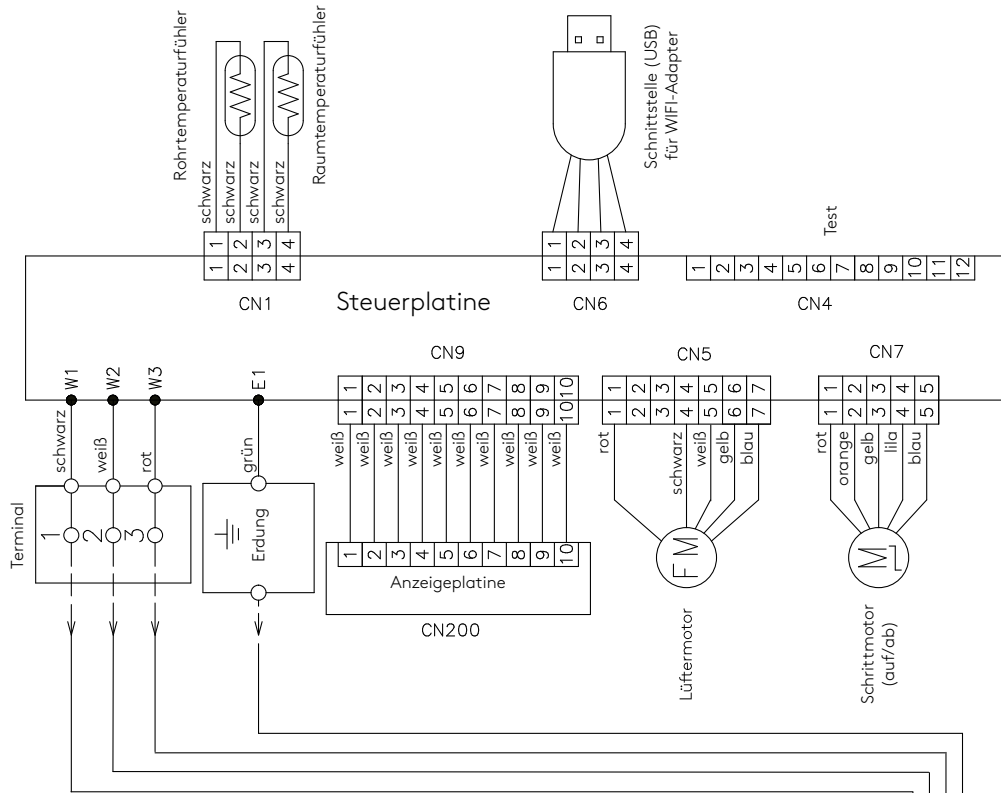 Rohrtemperaturfühler
schwarz
schwarz
schwarz
schwarz
Raumtemperaturfühler
Schnittstelle (USB)
für WIFI-Adapter
Test
1 2 3 4
1 2 3 4
CN1
Steuerplatine
1 2 3 4
1 2 3 4
CN6
1 2 3 4 5 6 7 8 9 10 11 12
CN4
CN9
CN5
CN7
W1
W2
W3
E1
1 2 3 4 5 6 7 8 9 10
1 2 3 4 5 6 7 8 9 10
1 2 3 4 5 6 7
1 2 3 4 5 6 7
1 2 3 4 5
1 2 3 4 5
schwarz
weiß
rot
grün
weiß
weiß
weiß
weiß
weiß
weiß
weiß
weiß
weiß
weiß
rot
schwarz
weiß
gelb
blau
rot
orange
gelb
lila
blau
Terminal
1
2
3
Erdung
1 2 3 4 5 6 7 8 9 10
Anzeigeplatine
CN200
F M
M
Lüftermotor
Schrittmotor
(auf/ab)